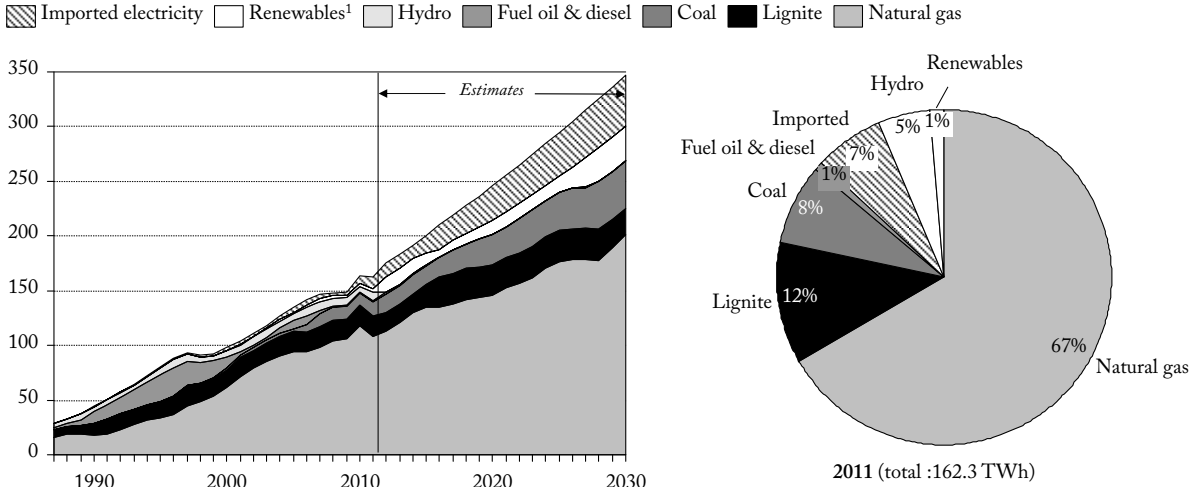 Imported electricity Renewables¹ Hydro Fuel oil & diesel Coal Lignite Natural gas
350
300
250
200
150
100
50
0
1990 2000 2010 2020 2030
Estimates
Renewables
Hydro
Imported
Fuel oil & diesel
Coal
Lignite
Natural gas
1%
5%
7%
1%
8%
12%
67%
2011 (total :162.3 TWh)